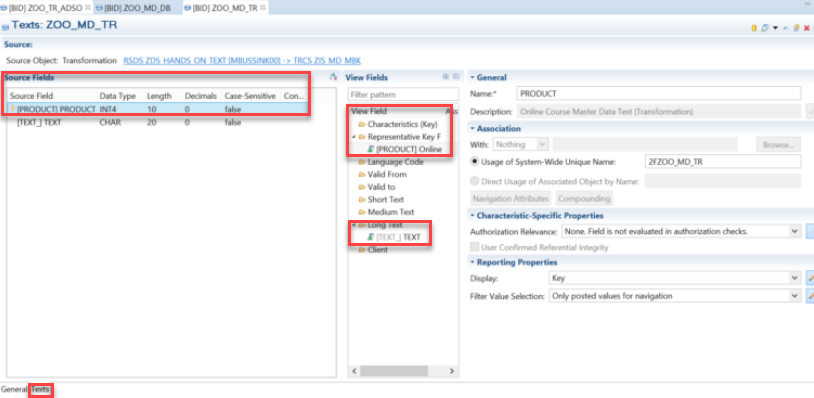 [BID] ZOO_TR_ADSO [BID] ZOO_MD_DB [BID] ZOO_MD_TR
Texts: ZOO_MD_TR
Source:
Source Object: Transformation RSDS ZDS_HANDS_ON TEXT [MBUSSINK00] -> TRCS ZIS_MD_MBK
Source Fields
Source Field Data Type Length Decimals Case-Sensitive Con...
[PRODUCT] PRODUCT INT4 10 0 false
[TEXT_] TEXT CHAR 20 0 false
View Fields
Filter pattern
View Field Ass
Characteristics (Key)
Representative Key F
[PRODUCT] Online
Language Code
Valid From
Valid to
Short Text
Medium Text
Long Text
[TEXT_] TEXT
Client
General
Name:* PRODUCT
Description: Online Course Master Data Text (Transformation)
Association
With: Nothing Browse...
Usage of System-Wide Unique Name: 2FZOO_MD_TR
Direct Usage of Associated Object by Name:
Navigation Attributes Compounding
Characteristic-Specific Properties
Authorization Relevance: None. Field is not evaluated in authorization checks.
User Confirmed Referential Integrity
Reporting Properties
Display: Key
Filter Value Selection: Only posted values for navigation
General Texts